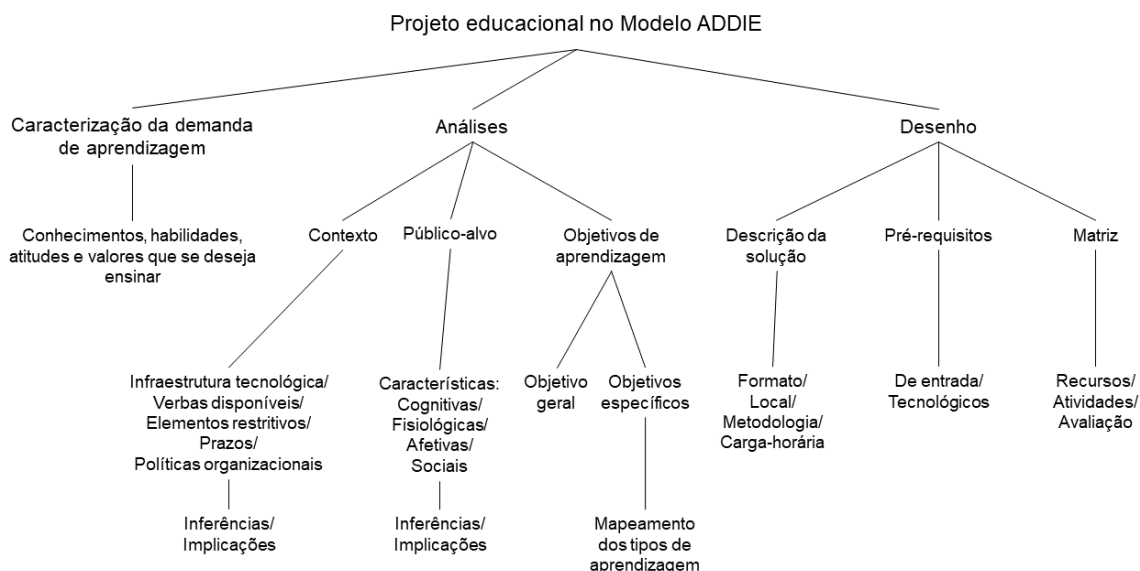 Projeto educacional no Modelo ADDIE
Caracterização da demanda
de aprendizagem
Análises
Desenho
Conhecimentos, habilidades,
atitudes e valores que se deseja
ensinar
Contexto
Público-alvo
Objetivos de
aprendizagem
Descrição da
solução
Pré-requisitos
Matriz
Infraestrutura tecnológica/
Verbas disponíveis/
Elementos restritivos/
Prazos/
Políticas organizacionais
Características:
Cognitivas/
Fisiológicas/
Afetivas/
Sociais
Objetivo
geral
Objetivos
específicos
Formato/
Local/
Metodologia/
Carga-horária
De entrada/
Tecnológicos
Recursos/
Atividades/
Avaliação
Inferências/
Implicações
Inferências/
Implicações
Mapeamento
dos tipos de
aprendizagem